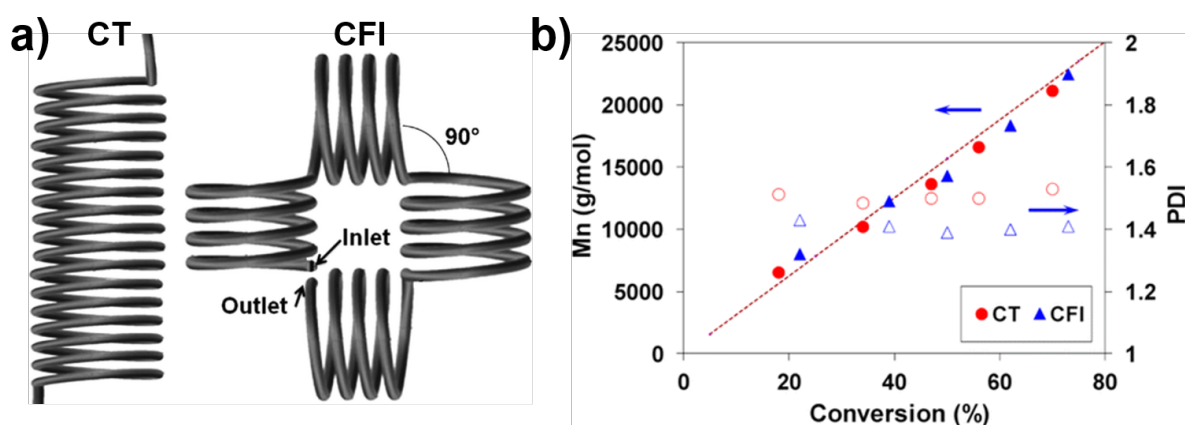 a)
CT
CFI
90°
Inlet
Outlet
b)
25000
20000
15000
10000
5000
0
Mn (g/mol)
2
1.8
1.6
1.4
1.2
1
PDI
CT
CFI
0
20
40
60
80
Conversion (%)